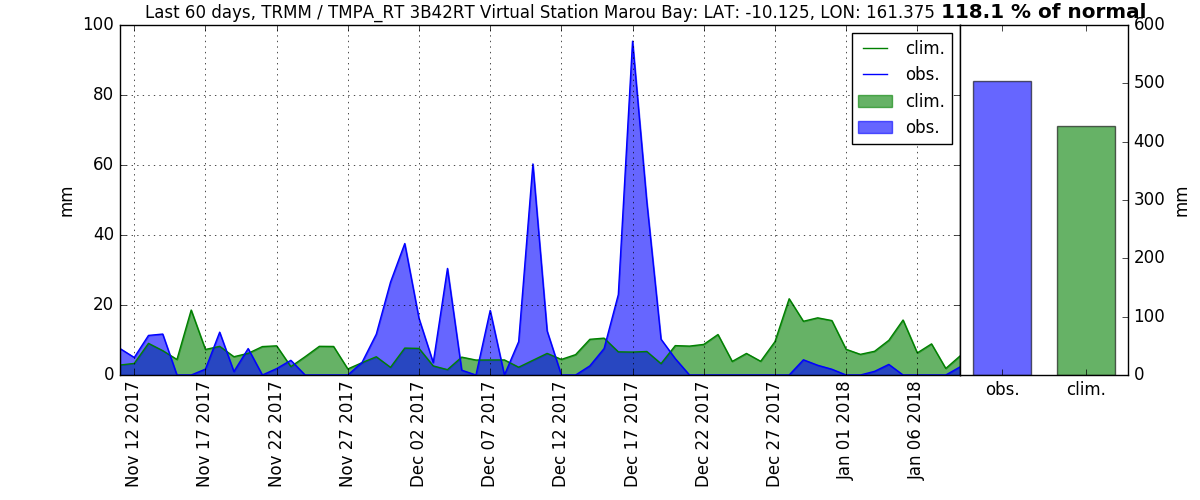 Last 60 days, TRMM / TMPA_RT 3B42RT Virtual Station Marou Bay: LAT: -10.125, LON: 161.375 118.1 % of normal
100
80
60
40
20
0
mm
clim.
obs.
clim.
obs.
Nov 12 2017
Nov 17 2017
Nov 22 2017
Nov 27 2017
Dec 02 2017
Dec 07 2017
Dec 12 2017
Dec 17 2017
Dec 22 2017
Dec 27 2017
Jan 01 2018
Jan 06 2018
600
500
400
300
200
100
0
mm
obs.
clim.